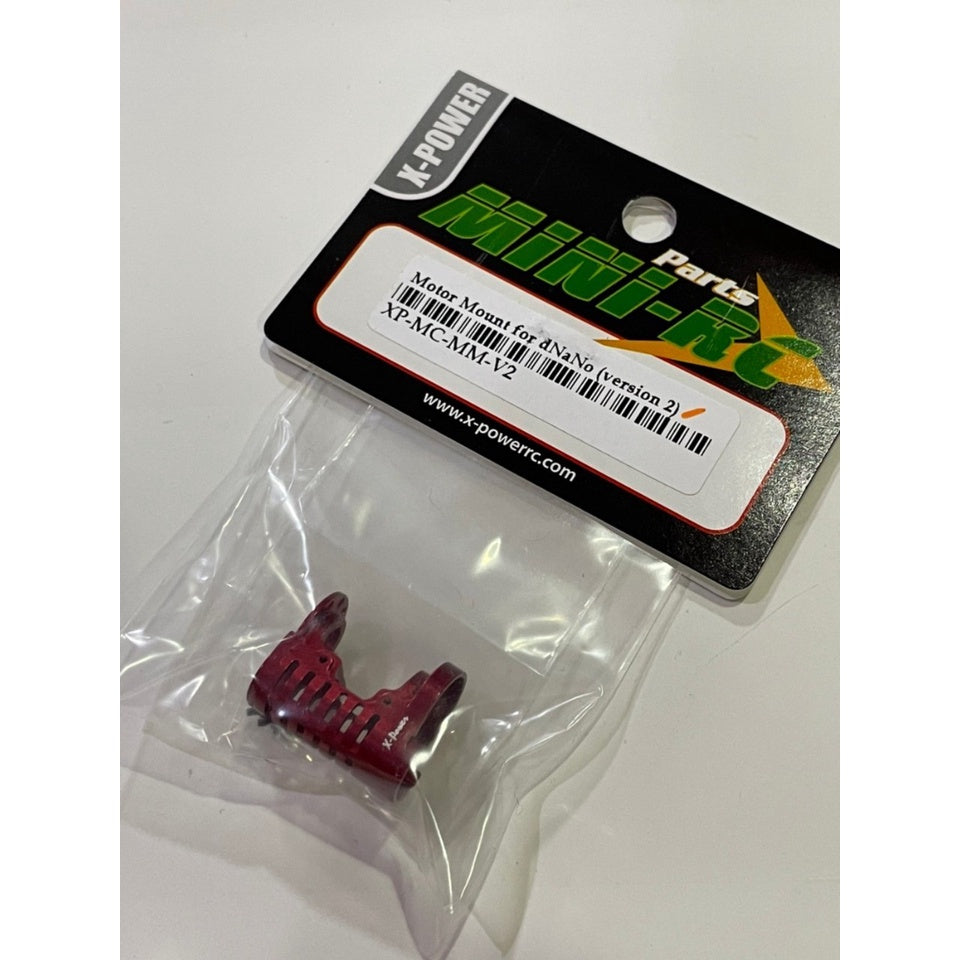 X-POWER
Parts
MINI-RC
Motor Mount for dNaNo (version 2)
XP-MC-MM-V2
www.x-powerrc.com
X-Power